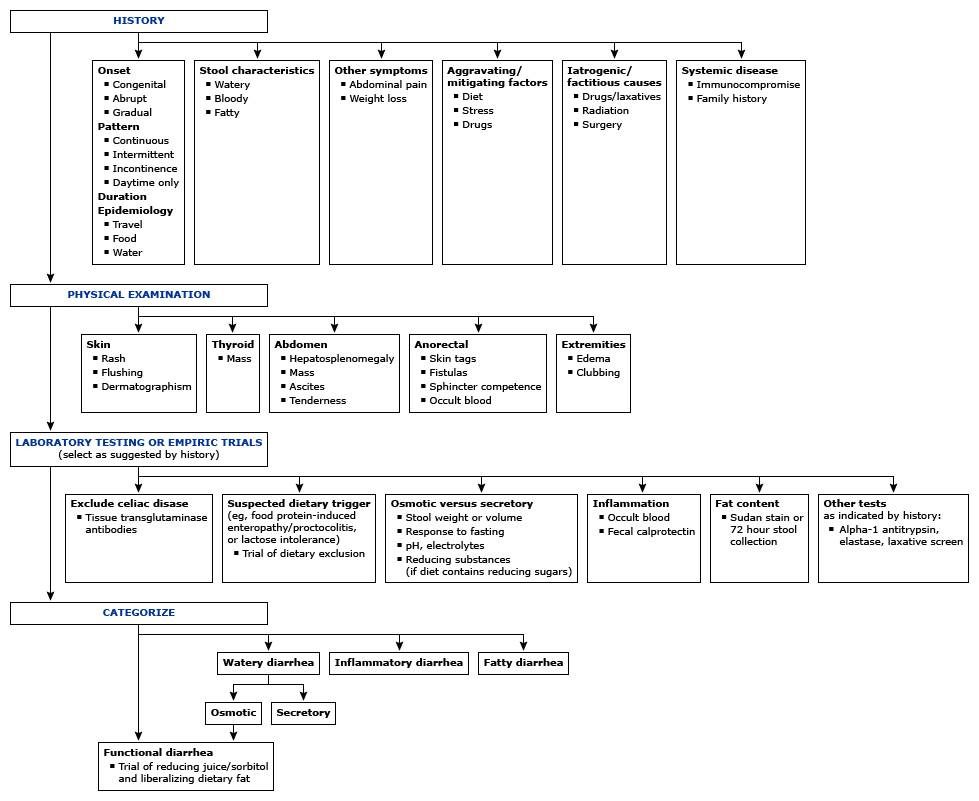 HISTORY
Onset
▪ Congenital
▪ Abrupt
▪ Gradual
Pattern
▪ Continuous
▪ Intermittent
▪ Incontinence
▪ Daytime only
Duration
Epidemiology
▪ Travel
▪ Food
▪ Water
Stool characteristics
▪ Watery
▪ Bloody
▪ Fatty
Other symptoms
▪ Abdominal pain
▪ Weight loss
Aggravating/
mitigating factors
▪ Diet
▪ Stress
▪ Drugs
Iatrogenic/
factitious causes
▪ Drugs/laxatives
▪ Radiation
▪ Surgery
Systemic disease
▪ Immunocompromise
▪ Family history
PHYSICAL EXAMINATION
Skin
▪ Rash
▪ Flushing
▪ Dermatographism
Thyroid
▪ Mass
Abdomen
▪ Hepatosplenomegaly
▪ Mass
▪ Ascites
▪ Tenderness
Anorectal
▪ Skin tags
▪ Fistulas
▪ Sphincter competence
▪ Occult blood
Extremities
▪ Edema
▪ Clubbing
LABORATORY TESTING OR EMPIRIC TRIALS
(select as suggested by history)
Exclude celiac disease
▪ Tissue transglutaminase
antibodies
Suspected dietary trigger
(eg, food protein-induced
enteropathy/proctocolitis,
or lactose intolerance)
▪ Trial of dietary exclusion
Osmotic versus secretory
▪ Stool weight or volume
▪ Response to fasting
▪ pH, electrolytes
▪ Reducing substances
(if diet contains reducing sugars)
Inflammation
▪ Occult blood
▪ Fecal calprotectin
Fat content
▪ Sudan stain or
72 hour stool
collection
Other tests
as indicated by history:
▪ Alpha-1 antitrypsin,
elastase, laxative screen
CATEGORIZE
Watery diarrhea
Inflammatory diarrhea
Fatty diarrhea
Osmotic
Secretory
Functional diarrhea
▪ Trial of reducing juice/sorbitol
and liberalizing dietary fat